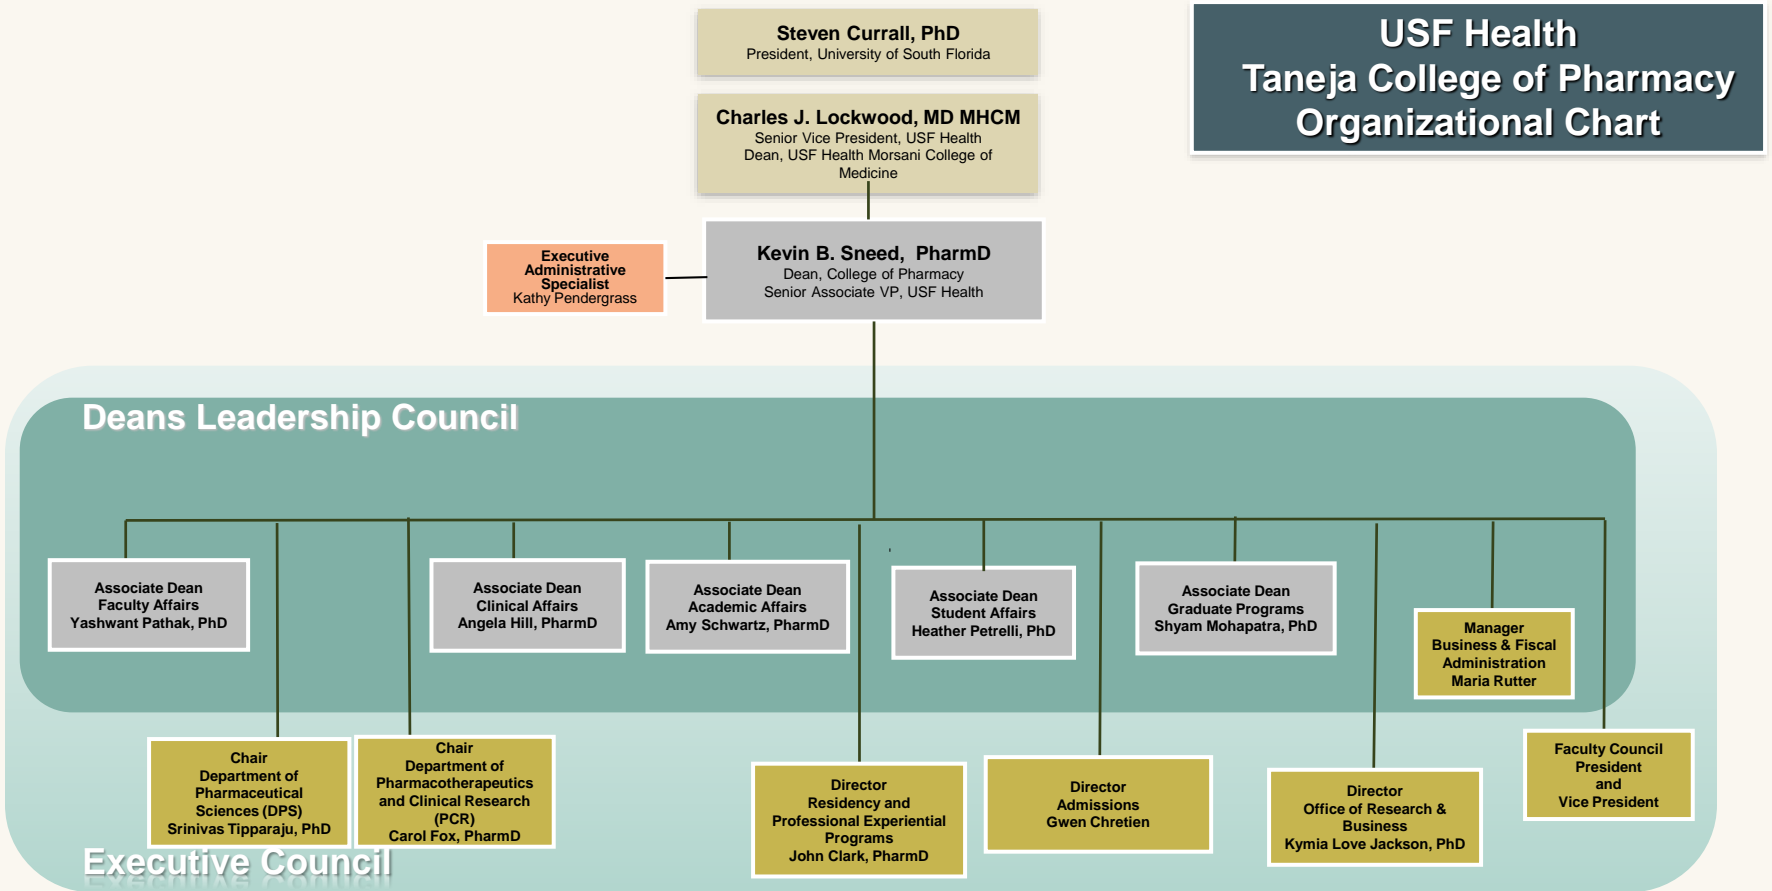 Steven Currall, PhD
President, University of South Florida
USF Health
Taneja College of Pharmacy
Organizational Chart
Charles J. Lockwood, MD MHCM
Senior Vice President, USF Health
Dean, USF Health Morsani College of
Medicine
Kevin B. Sneed, PharmD
Dean, College of Pharmacy
Senior Associate VP, USF Health
Executive
Administrative
Specialist
Kathy Pendergrass
Deans Leadership Council
Associate Dean
Faculty Affairs
Yashwant Pathak, PhD
Associate Dean
Clinical Affairs
Angela Hill, PharmD
Associate Dean
Academic Affairs
Amy Schwartz, PharmD
Associate Dean
Student Affairs
Heather Petrelli, PhD
Associate Dean
Graduate Programs
Shyam Mohapatra, PhD
Manager
Business & Fiscal
Administration
Maria Rutter
Chair
Department of
Pharmaceutical
Sciences (DPS)
Srinivas Tipparaju, PhD
Chair
Department of
Pharmacotherapeutics
and Clinical Research
(PCR)
Carol Fox, PharmD
Director
Residency and
Professional Experiential
Programs
John Clark, PharmD
Director
Admissions
Gwen Chretien
Director
Office of Research &
Business
Kymia Love Jackson, PhD
Faculty Council
President
and
Vice President
Executive Council